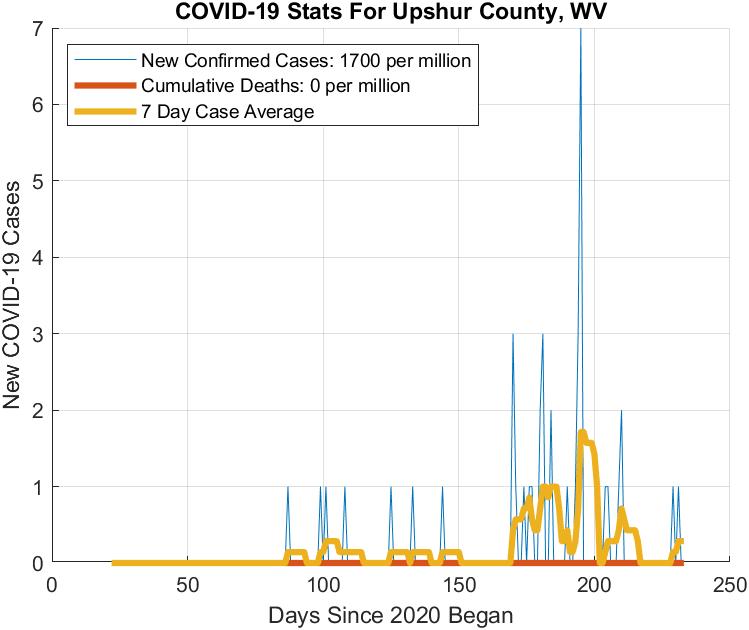 COVID-19 Stats For Upshur County, WV
New Confirmed Cases: 1700 per million
Cumulative Deaths: 0 per million
7 Day Case Average
New COVID-19 Cases
7
6
5
4
3
2
1
0
0 50 100 150 200 250
Days Since 2020 Began